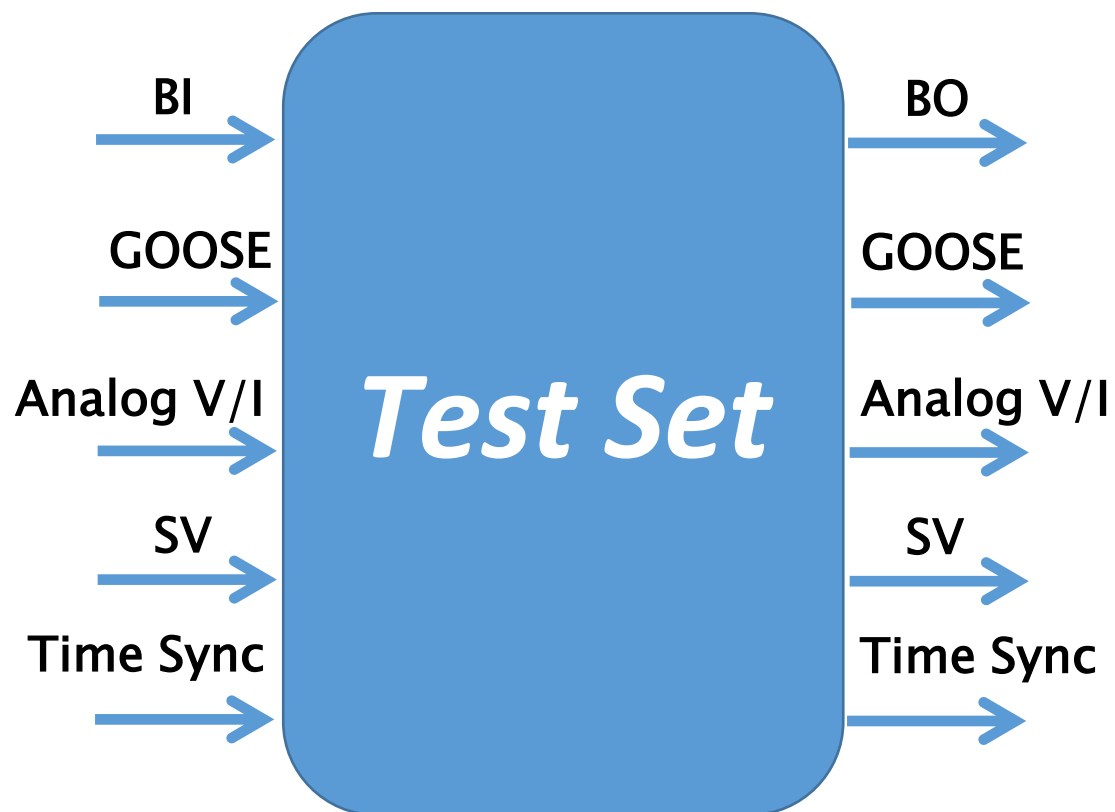 BI
BO
GOOSE
GOOSE
Analog V/I
Analog V/I
Test Set
SV
SV
Time Sync
Time Sync